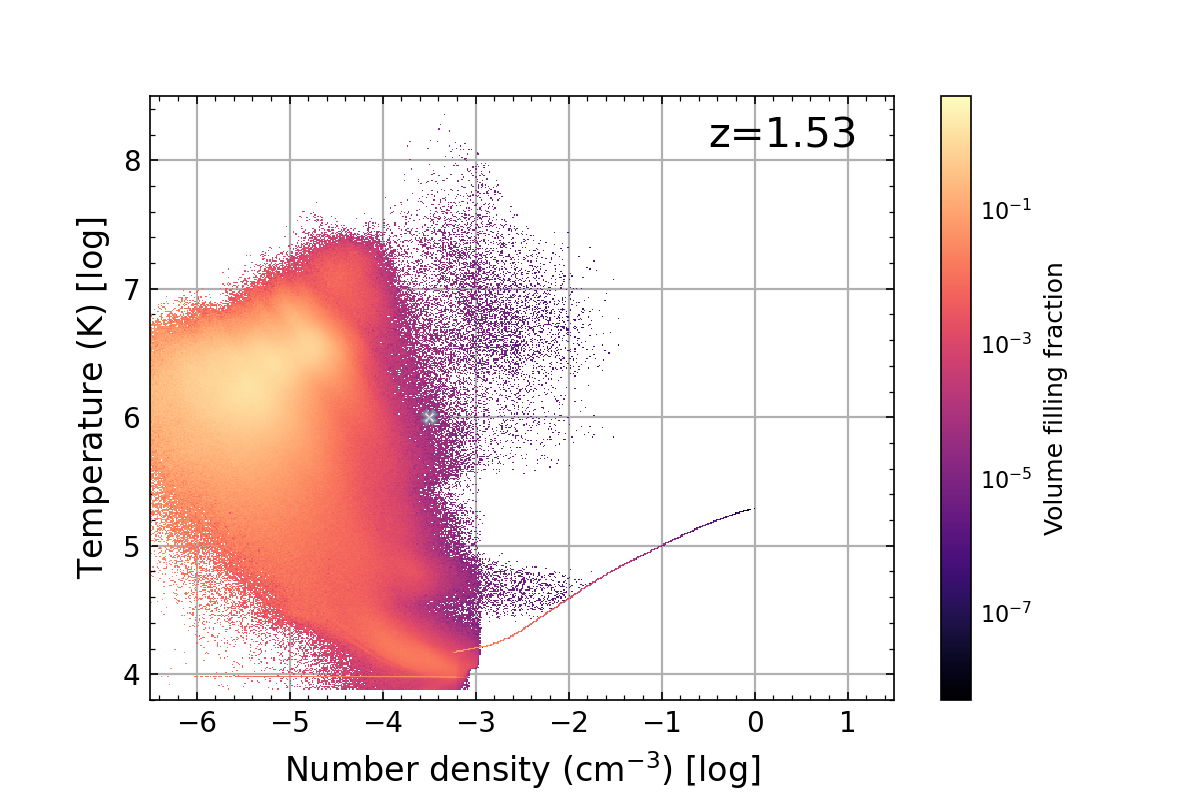 z=1.53
8
7
6
5
4
Temperature (K) [log]
−6 −5 −4 −3 −2 −1 0 1
Number density (cm⁻³) [log]
10⁻¹
10⁻³
10⁻⁵
10⁻⁷
Volume filling fraction